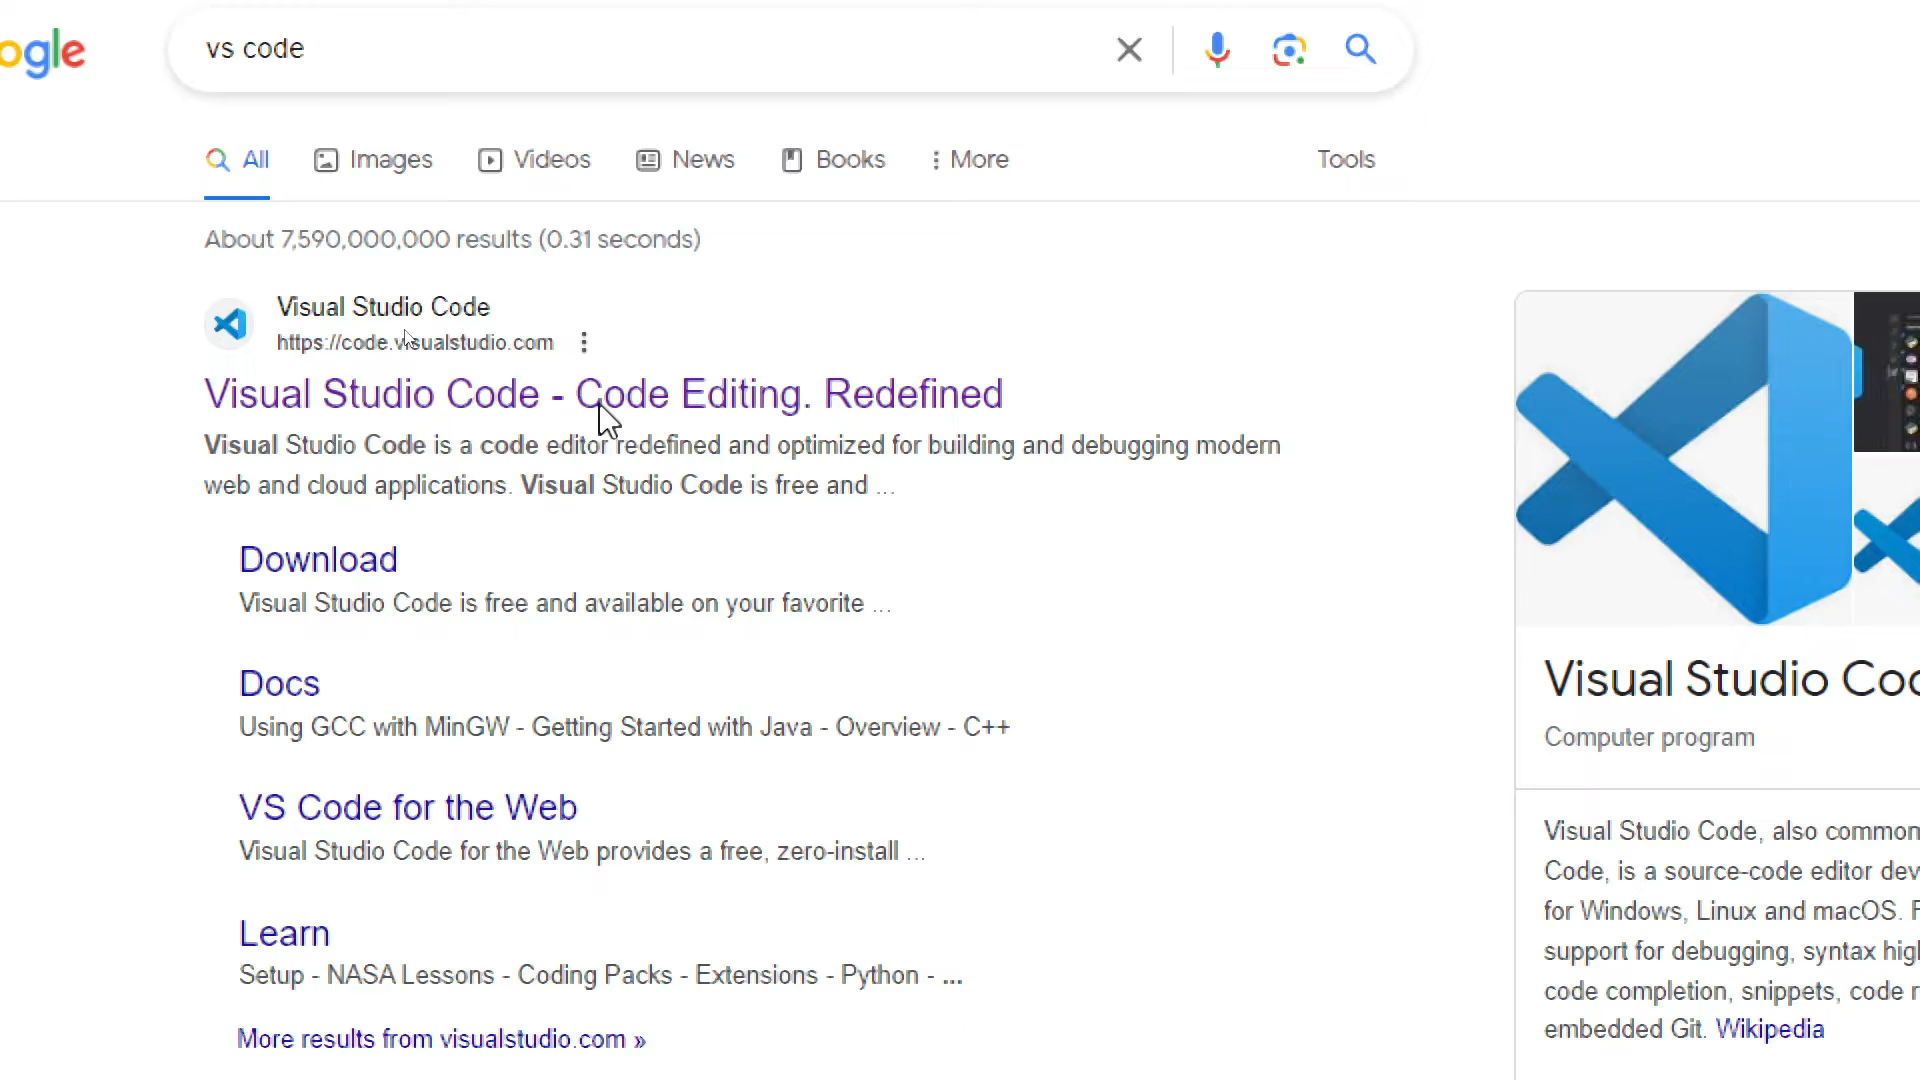 ogle
vs code
All Images Videos News Books More Tools
About 7,590,000,000 results (0.31 seconds)
Visual Studio Code
https://code.visualstudio.com
Visual Studio Code - Code Editing. Redefined
Visual Studio Code is a code editor redefined and optimized for building and debugging modern
web and cloud applications. Visual Studio Code is free and ...
Download
Visual Studio Code is free and available on your favorite ...
Docs
Using GCC with MinGW - Getting Started with Java - Overview - C++
VS Code for the Web
Visual Studio Code for the Web provides a free, zero-install ...
Learn
Setup - NASA Lessons - Coding Packs - Extensions - Python - ...
More results from visualstudio.com »
Visual Studio Coc
Computer program
Visual Studio Code, also common
Code, is a source-code editor dev
for Windows, Linux and macOS. F
support for debugging, syntax high
code completion, snippets, code r
embedded Git. Wikipedia